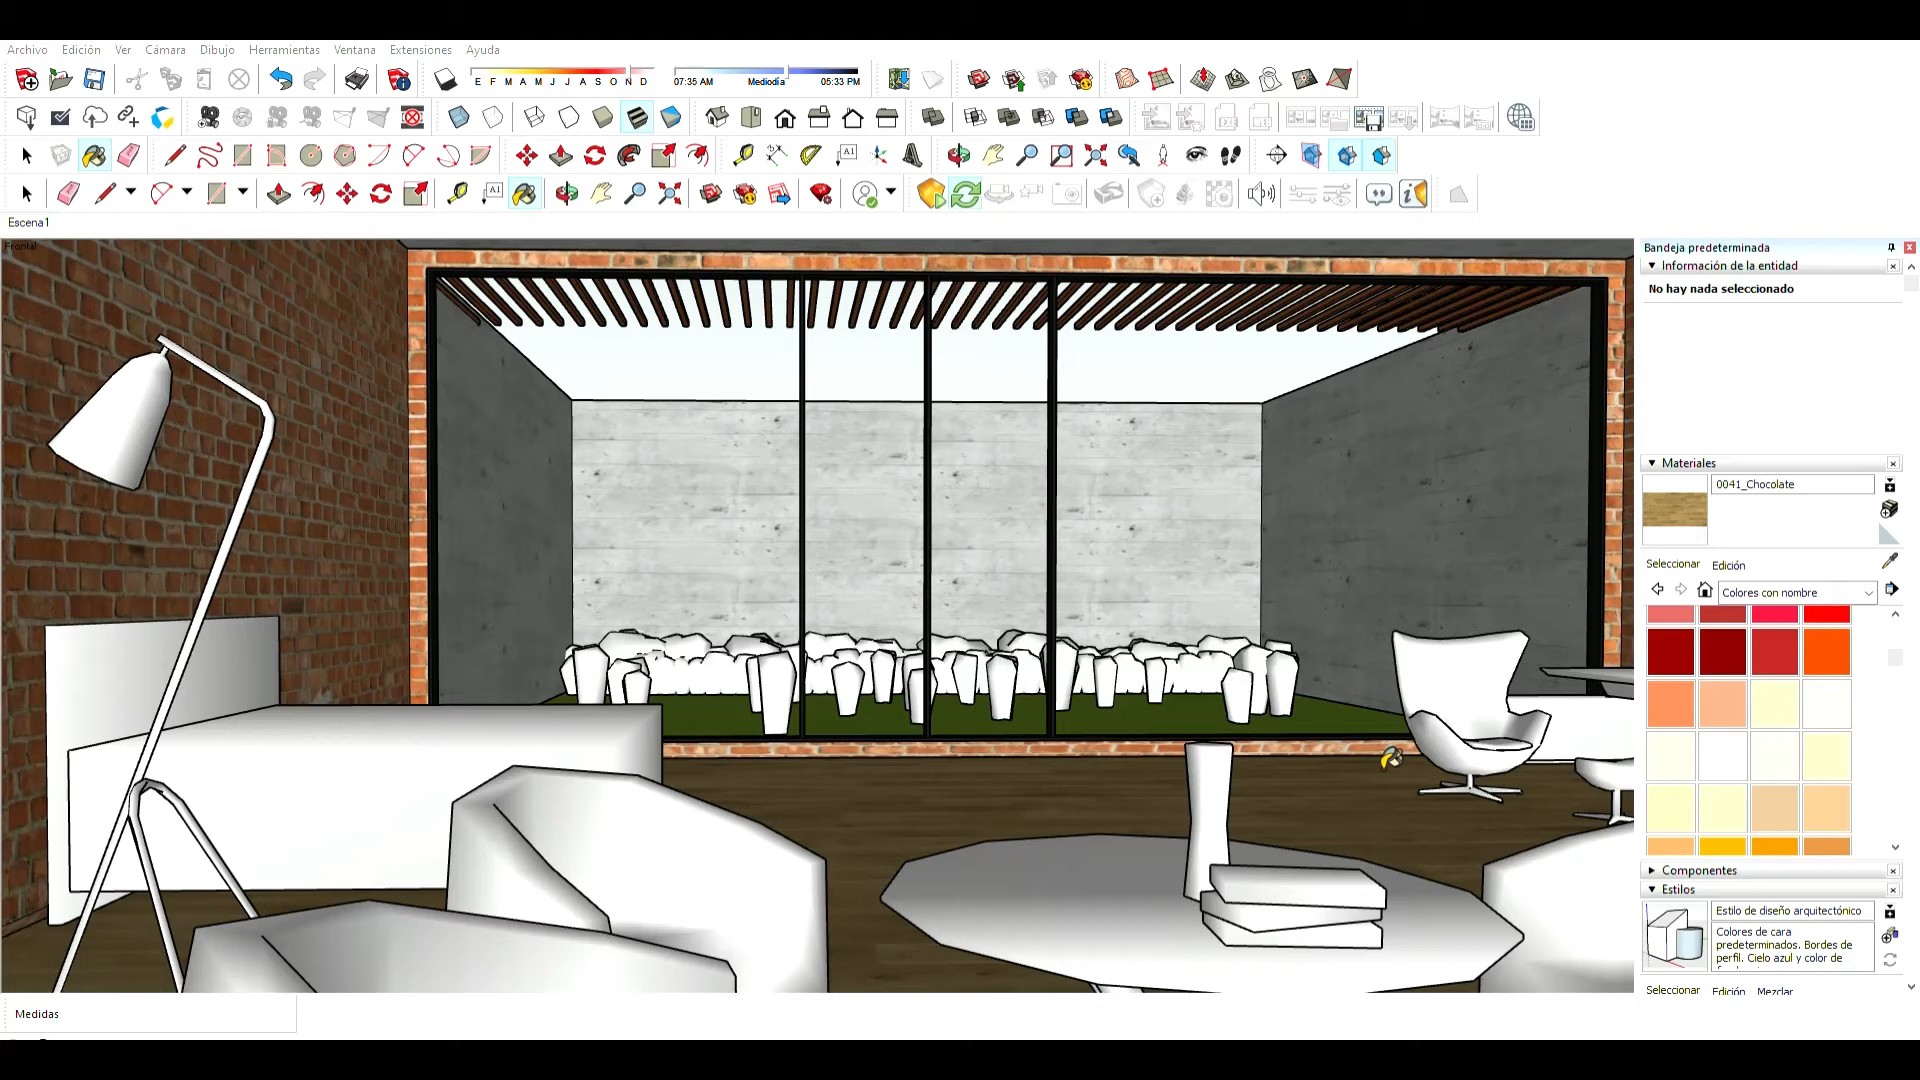 Archivo Edición Ver Cámara Dibujo Herramientas Ventana Extensiones Ayuda
E F M A M J J A S O N D 07:35 AM Mediodía 05:33 PM
A1
A1
Escena1
Frontal
Bandeja predeterminada
Información de la entidad
No hay nada seleccionado
Materiales
0041_Chocolate
Seleccionar Edición
Colores con nombre
Componentes
Estilos
Estilo de diseño arquitectónico
Colores de cara
predeterminados. Bordes de
perfil. Cielo azul y color de
Seleccionar Edición Mezclar
Medidas